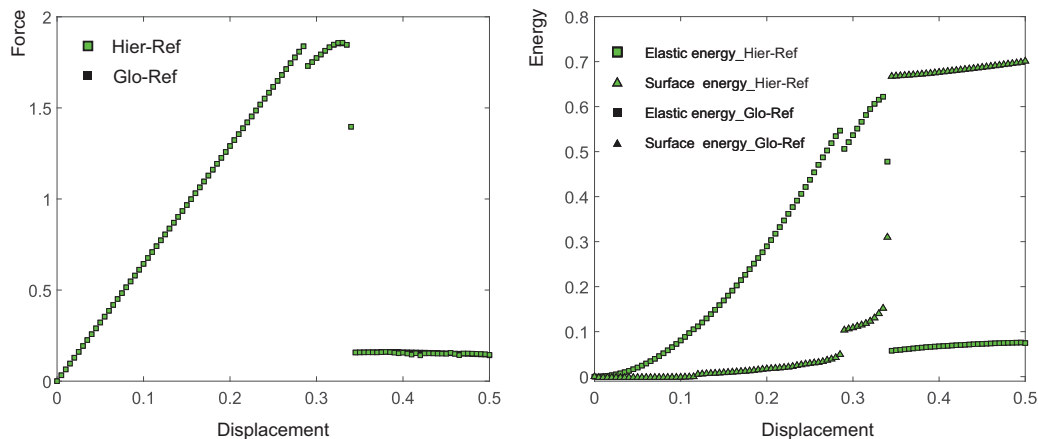 Force
2
1.5
1
0.5
0
Hier-Ref
Glo-Ref
0
0.1
0.2
0.3
0.4
0.5
Displacement
Energy
0.8
0.7
0.6
0.5
0.4
0.3
0.2
0.1
0
Elastic energy_Hier-Ref
Surface energy_Hier-Ref
Elastic energy_Glo-Ref
Surface energy_Glo-Ref
0
0.1
0.2
0.3
0.4
0.5
Displacement